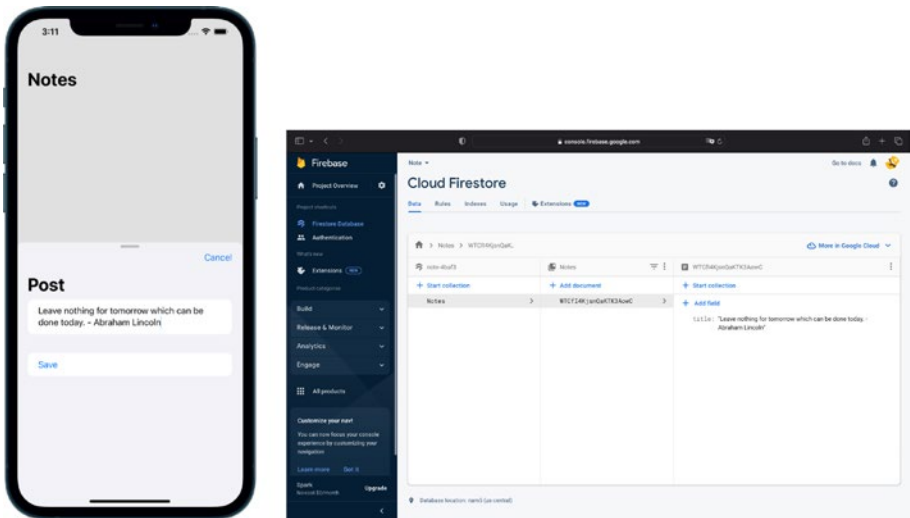 3:11
Notes
Cancel
Post
Leave nothing for tomorrow which can be
done today. - Abraham Lincoln
Save
console.firebase.google.com
Firebase
Project Overview
Project shortcuts
Firestore Database
Authentication
What's new
Extensions NEW
Product categories
Build
Release & Monitor
Analytics
Engage
All products
Customize your nav!
You can now focus your console
experience by customizing your
navigation
Learn more Got it
Spark
Upgrade
Note
Go to docs
Cloud Firestore
Data Rules Indexes Usage Extensions NEW
Notes
More in Google Cloud
Notes
+ Start collection
+ Add document
+ Start collection
Notes
+ Add field
title: "Leave nothing for tomorrow which can be done today. -
Abraham Lincoln"
Database location: nam5 (us-central)